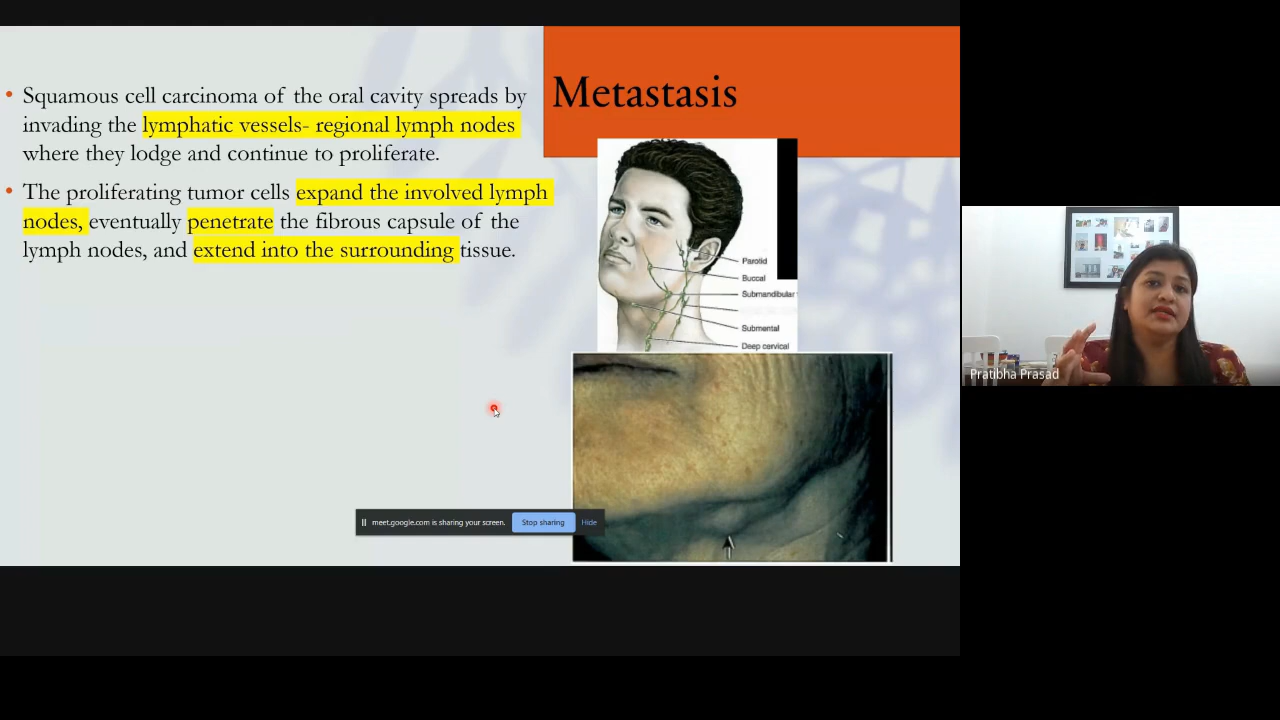 Metastasis
• Squamous cell carcinoma of the oral cavity spreads by
invading the lymphatic vessels- regional lymph nodes
where they lodge and continue to proliferate.
• The proliferating tumor cells expand the involved lymph
nodes, eventually penetrate the fibrous capsule of the
lymph nodes, and extend into the surrounding tissue.
Parotid
Buccal
Submandibular
Submental
Deep cervical
meet.google.com is sharing your screen. Stop sharing Hide
Pratibha Prasad